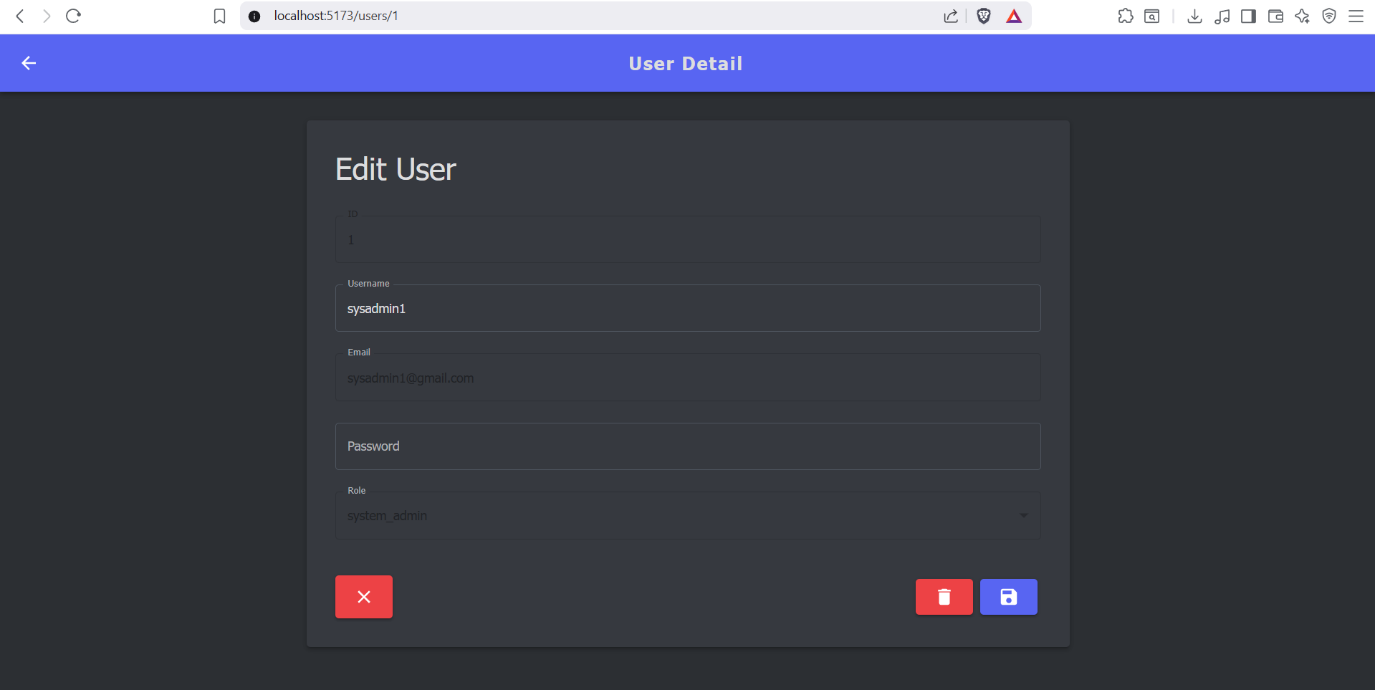 localhost:5173/users/1
User Detail
Edit User
ID
1
Username
sysadmin1
Email
sysadmin1@gmail.com
Password
Role
system_admin